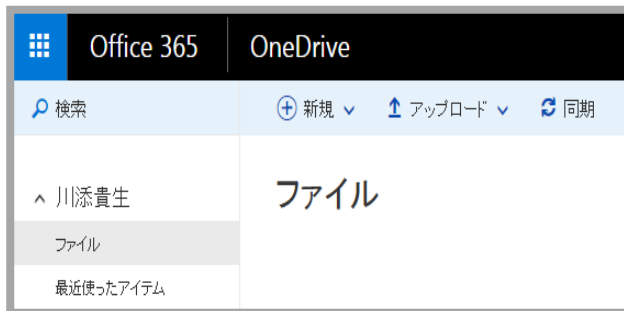 Office 365 OneDrive
検索 新規 アップロード 同期
川添貴生
ファイル
ファイル
最近使ったアイテム